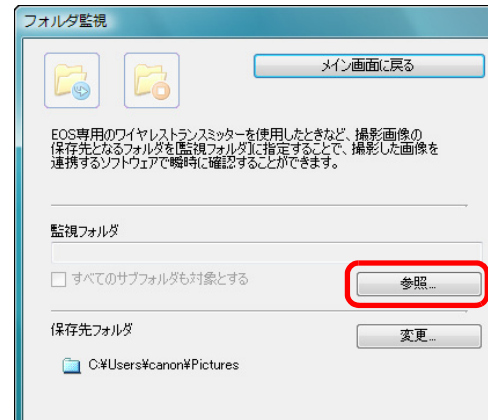 フォルダ監視
メイン画面に戻る
EOS専用のワイヤレストランスミッターを使用したときなど、撮影画像の
保存先となるフォルダを[監視フォルダ]に指定することで、撮影した画像を
連携するソフトウェアで瞬時に確認することができます。
監視フォルダ
すべてのサブフォルダも対象とする
参照...
保存先フォルダ
変更...
C:¥Users¥canon¥Pictures